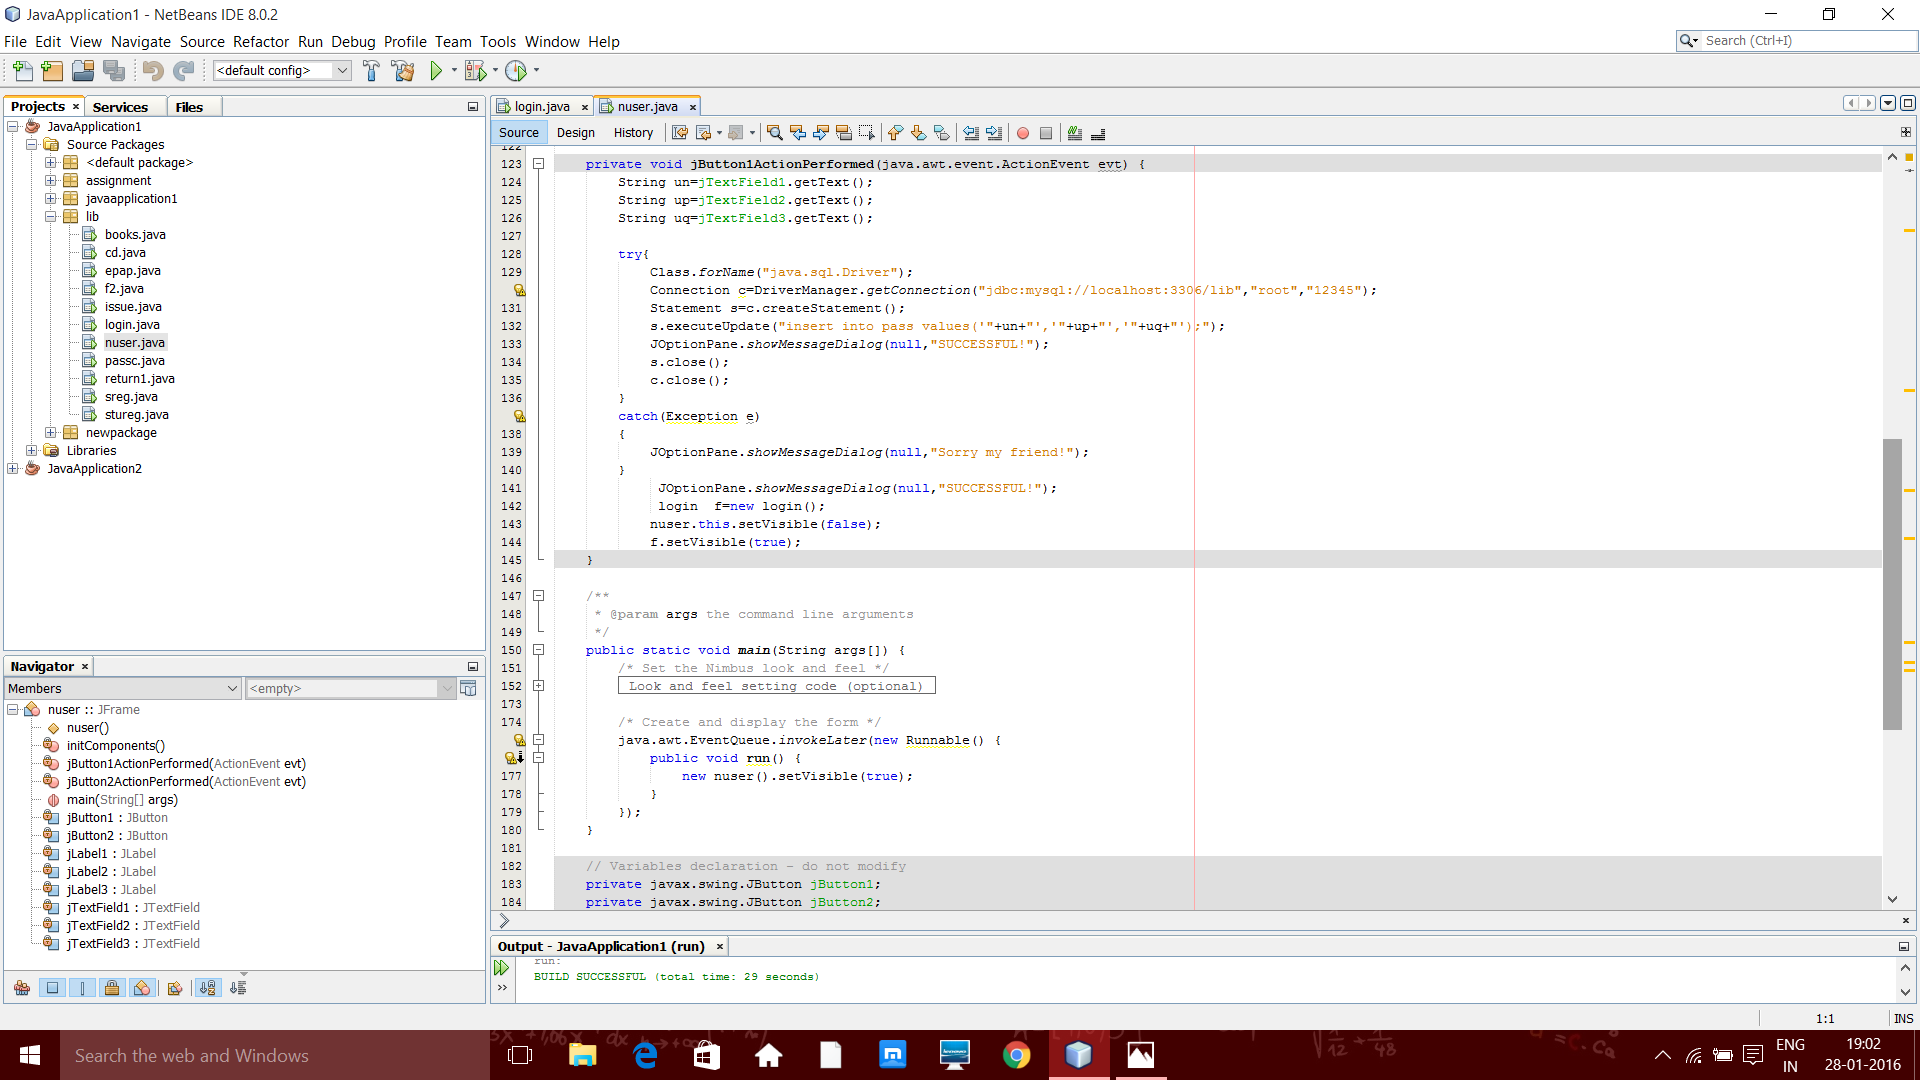 JavaApplication1 - NetBeans IDE 8.0.2
File Edit View Navigate Source Refactor Run Debug Profile Team Tools Window Help
Search (Ctrl+I)
<default config>
Projects
Services
Files
JavaApplication1
Source Packages
<default package>
assignment
javaapplication1
lib
books.java
cd.java
epap.java
f2.java
issue.java
login.java
nuser.java
passc.java
return1.java
sreg.java
stureg.java
newpackage
Libraries
JavaApplication2
Navigator
Members
<empty>
nuser :: JFrame
nuser()
initComponents()
jButton1ActionPerformed(ActionEvent evt)
jButton2ActionPerformed(ActionEvent evt)
main(String[] args)
jButton1 : JButton
jButton2 : JButton
jLabel1 : JLabel
jLabel2 : JLabel
jLabel3 : JLabel
jTextField1 : JTextField
jTextField2 : JTextField
jTextField3 : JTextField
login.java
nuser.java
Source Design History
122
123 private void jButton1ActionPerformed(java.awt.event.ActionEvent evt) {
124 String un=jTextField1.getText();
125 String up=jTextField2.getText();
126 String uq=jTextField3.getText();
127
128 try{
129 Class.forName("java.sql.Driver");
Connection c=DriverManager.getConnection("jdbc:mysql://localhost:3306/lib","root","12345");
131 Statement s=c.createStatement();
132 s.executeUpdate("insert into pass values('"+un+"','"+up+"','"+uq+"');");
133 JOptionPane.showMessageDialog(null,"SUCCESSFUL!");
134 s.close();
135 c.close();
136 }
catch(Exception e)
138 {
139 JOptionPane.showMessageDialog(null,"Sorry my friend!");
140 }
141 JOptionPane.showMessageDialog(null,"SUCCESSFUL!");
142 login f=new login();
143 nuser.this.setVisible(false);
144 f.setVisible(true);
145 }
146
147 /**
148 * @param args the command line arguments
149 */
150 public static void main(String args[]) {
151 /* Set the Nimbus look and feel */
152 Look and feel setting code (optional)
173
174 /* Create and display the form */
java.awt.EventQueue.invokeLater(new Runnable() {
public void run() {
177 new nuser().setVisible(true);
178 }
179 });
180 }
181
182 // Variables declaration - do not modify
183 private javax.swing.JButton jButton1;
184 private javax.swing.JButton jButton2;
Output - JavaApplication1 (run)
run:
BUILD SUCCESSFUL (total time: 29 seconds)
1:1 INS
Search the web and Windows
ENG
IN
19:02
28-01-2016